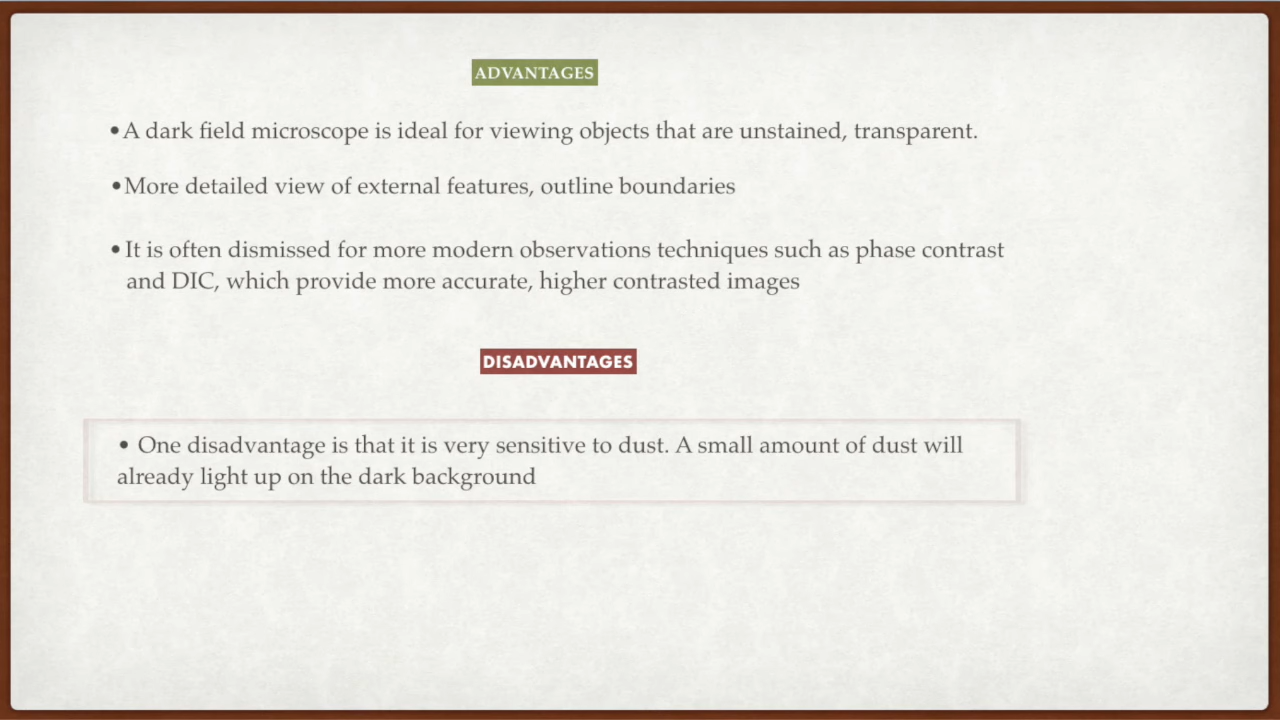 ADVANTAGES
•A dark field microscope is ideal for viewing objects that are unstained, transparent.
•More detailed view of external features, outline boundaries
•It is often dismissed for more modern observations techniques such as phase contrast
and DIC, which provide more accurate, higher contrasted images
DISADVANTAGES
• One disadvantage is that it is very sensitive to dust. A small amount of dust will
already light up on the dark background